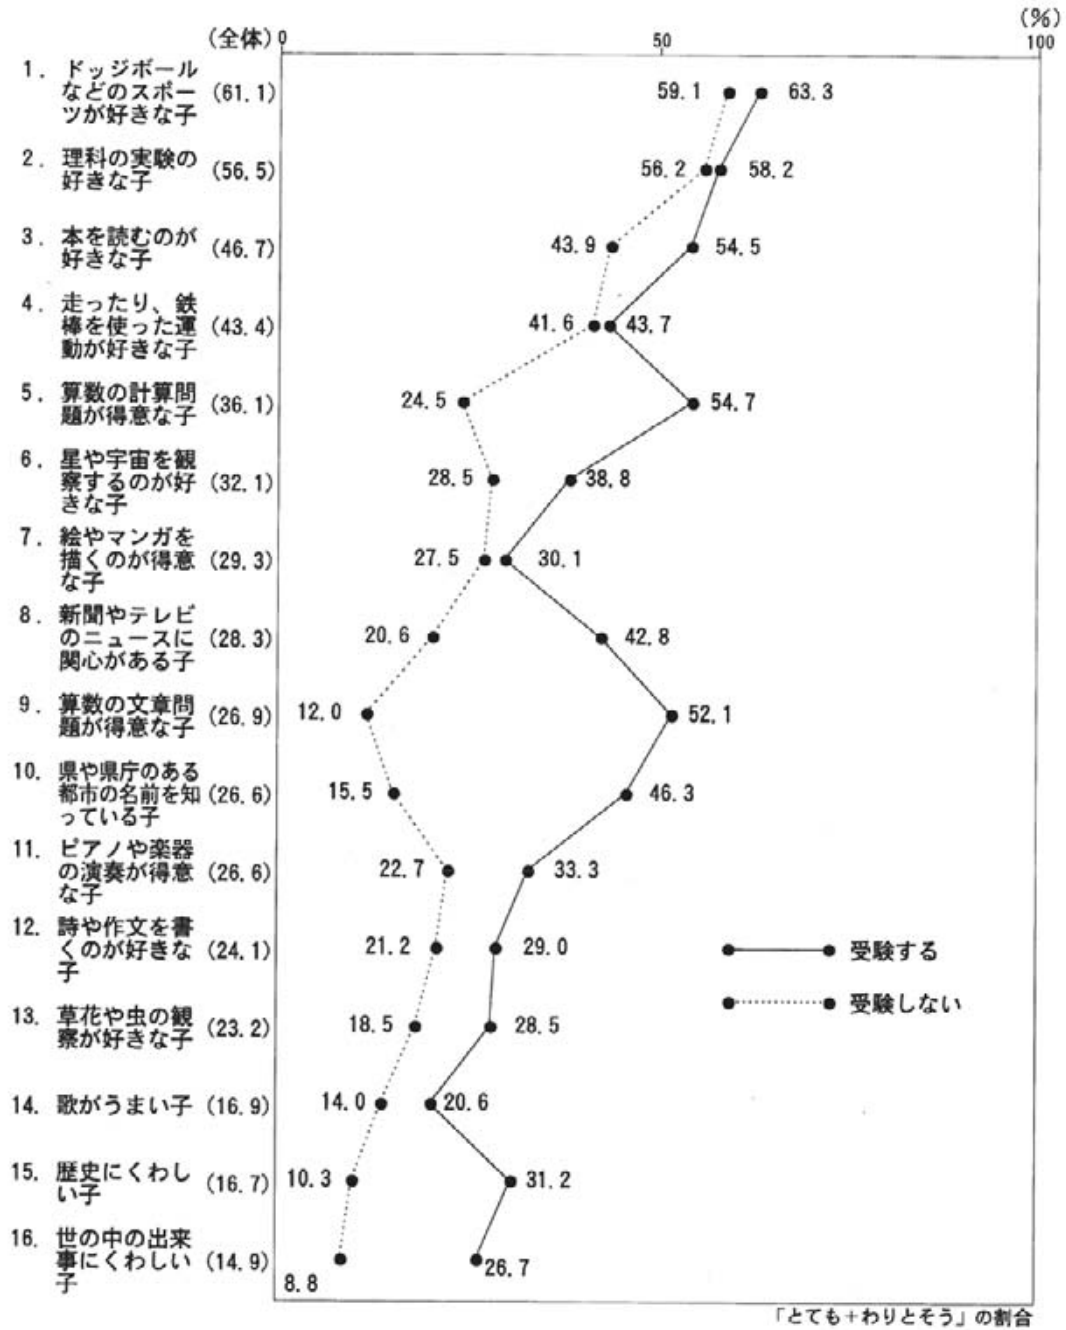 (%)
(全体) 0 50 100
1. ドッジボール
などのスポー (61.1) 59.1 63.3
ツが好きな子
2. 理科の実験の
好きな子 (56.5) 56.2 58.2
3. 本を読むのが
好きな子 (46.7) 43.9 54.5
4. 走ったり、鉄
棒を使った運 (43.4) 41.6 43.7
動が好きな子
5. 算数の計算問
題が得意な子 (36.1) 24.5 54.7
6. 星や宇宙を観
察するのが好 (32.1) 28.5 38.8
きな子
7. 絵やマンガを
描くのが得意 (29.3) 27.5 30.1
な子
8. 新聞やテレビ
のニュースに (28.3) 20.6 42.8
関心がある子
9. 算数の文章問
題が得意な子 (26.9) 12.0 52.1
10. 県や県庁のある
都市の名前を知 (26.6) 15.5 46.3
っている子
11. ピアノや楽器
の演奏が得意 (26.6) 22.7 33.3
な子
12. 詩や作文を書
くのが好きな (24.1) 21.2 29.0
子
受験する
受験しない
13. 草花や虫の観
察が好きな子 (23.2) 18.5 28.5
14. 歌がうまい子 (16.9) 14.0 20.6
15. 歴史にくわし
い子 (16.7) 10.3 31.2
16. 世の中の出来
事にくわしい (14.9) 8.8 26.7
子
「とても+わりとそう」の割合